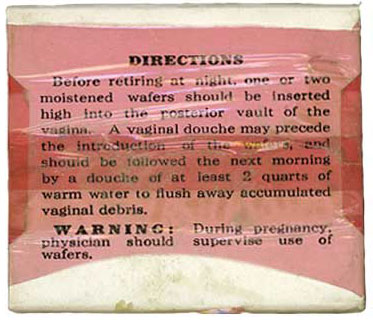 DIRECTIONS
Before retiring at night, one or two
moistened wafers should be inserted
high into the posterior vault of the
vagina. A vaginal douche may precede
the introduction of the wafers, and
should be followed the next morning
by a douche of at least 2 quarts of
warm water to flush away accumulated
vaginal debris.
WARNING: During pregnancy,
physician should supervise use of
wafers.